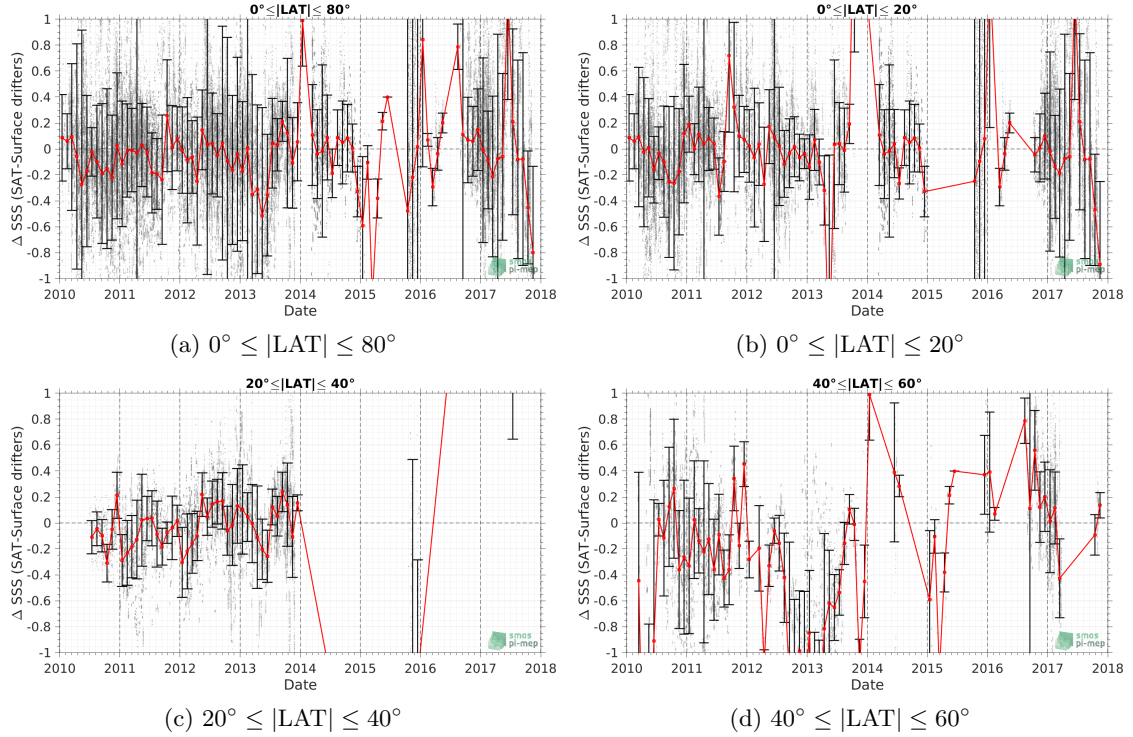 0°≤|LAT|≤ 80°
Δ SSS (SAT-Surface drifters)
1
0.8
0.6
0.4
0.2
0
-0.2
-0.4
-0.6
-0.8
-1
2010 2011 2012 2013 2014 2015 2016 2017 2018
Date
smos
pi-mep
(a) 0° ≤ |LAT| ≤ 80°
0°≤|LAT|≤ 20°
Δ SSS (SAT-Surface drifters)
1
0.8
0.6
0.4
0.2
0
-0.2
-0.4
-0.6
-0.8
-1
2010 2011 2012 2013 2014 2015 2016 2017 2018
Date
smos
pi-mep
(b) 0° ≤ |LAT| ≤ 20°
20°≤|LAT|≤ 40°
Δ SSS (SAT-Surface drifters)
1
0.8
0.6
0.4
0.2
0
-0.2
-0.4
-0.6
-0.8
-1
2010 2011 2012 2013 2014 2015 2016 2017 2018
Date
smos
pi-mep
(c) 20° ≤ |LAT| ≤ 40°
40°≤|LAT|≤ 60°
Δ SSS (SAT-Surface drifters)
1
0.8
0.6
0.4
0.2
0
-0.2
-0.4
-0.6
-0.8
-1
2010 2011 2012 2013 2014 2015 2016 2017 2018
Date
smos
pi-mep
(d) 40° ≤ |LAT| ≤ 60°